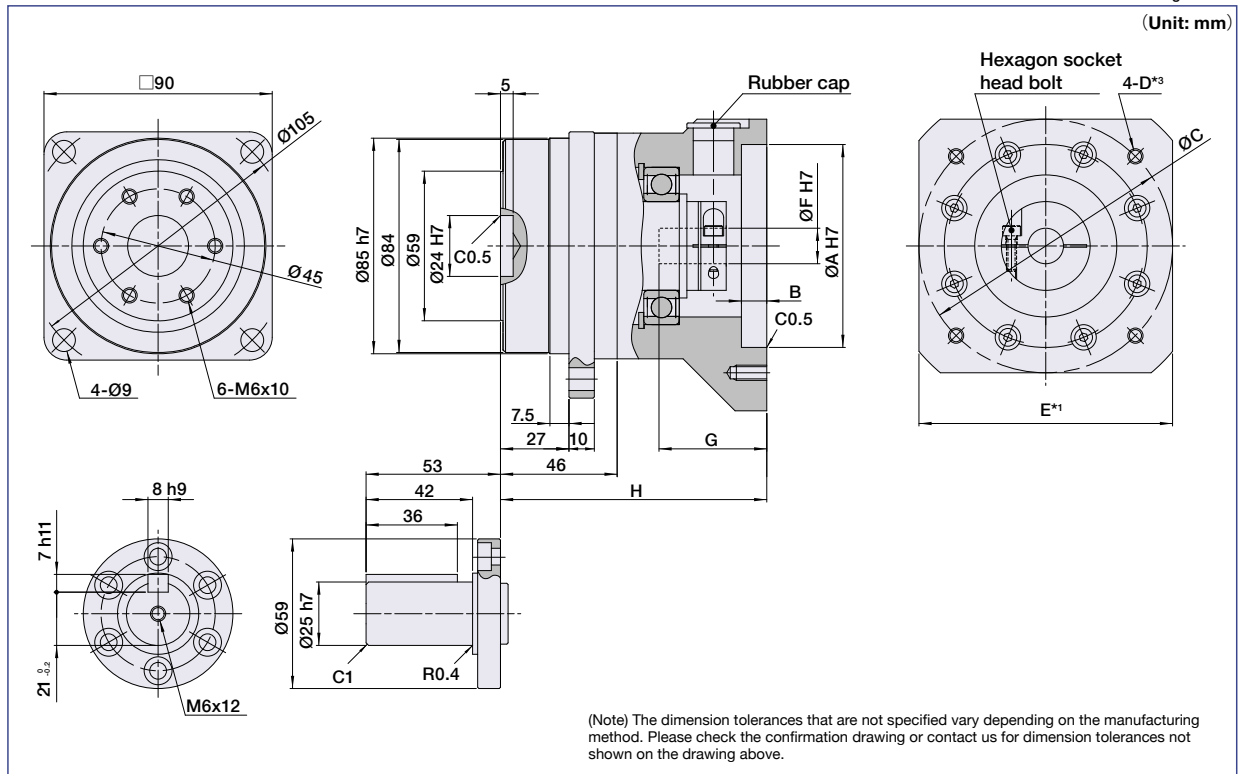 (Unit: mm)
□90
Ø105
Ø45
4-Ø9
6-M6x10
5
Rubber cap
Ø85 h7
Ø84
Ø59
Ø24 H7
C0.5
ØF H7
ØA H7
B
C0.5
7.5
27
10
G
46
H
Hexagon socket
head bolt
4-D*3
ØC
E*1
53
42
36
8 h9
7 h11
21 0 -0.2
M6x12
Ø59
Ø25 h7
C1
R0.4
(Note) The dimension tolerances that are not specified vary depending on the manufacturing
method. Please check the confirmation drawing or contact us for dimension tolerances not
shown on the drawing above.